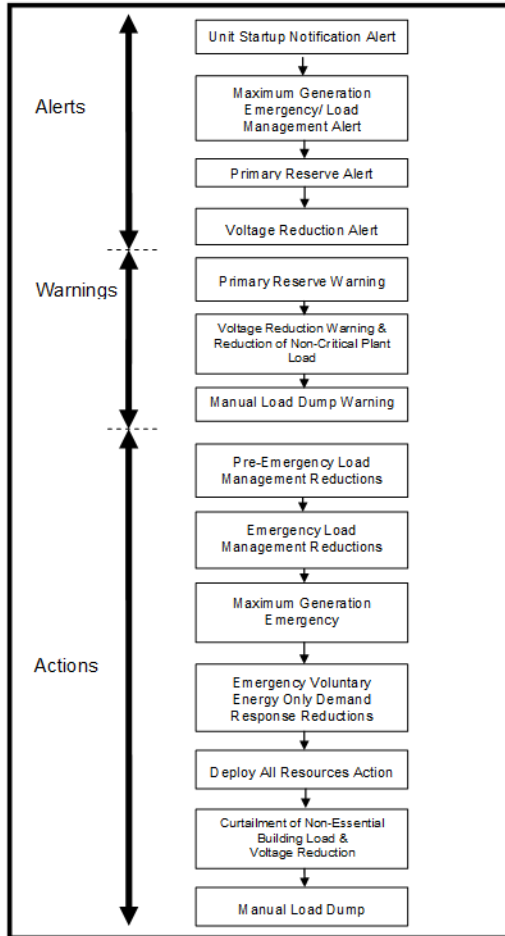 Alerts
Unit Startup Notification Alert
Maximum Generation
Emergency/ Load
Management Alert
Primary Reserve Alert
Voltage Reduction Alert
Warnings
Primary Reserve Warning
Voltage Reduction Warning &
Reduction of Non-Critical Plant
Load
Manual Load Dump Warning
Actions
Pre-Emergency Load
Management Reductions
Emergency Load
Management Reductions
Maximum Generation
Emergency
Emergency Voluntary
Energy Only Demand
Response Reductions
Deploy All Resources Action
Curtailment of Non-Essential
Building Load &
Voltage Reduction
Manual Load Dump